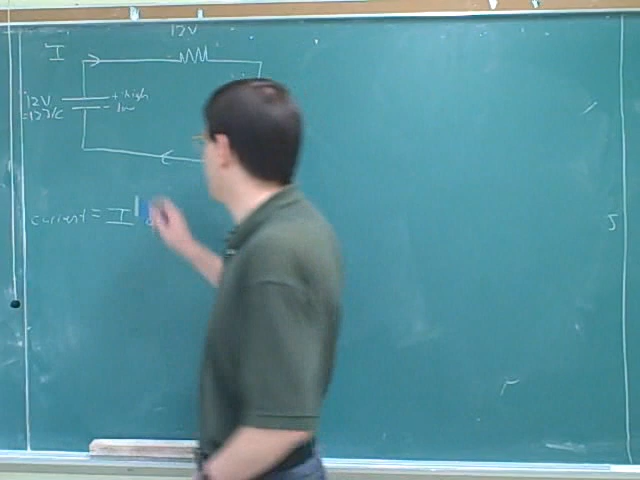 12V
I
12V + high
=12J/C - low
current = I